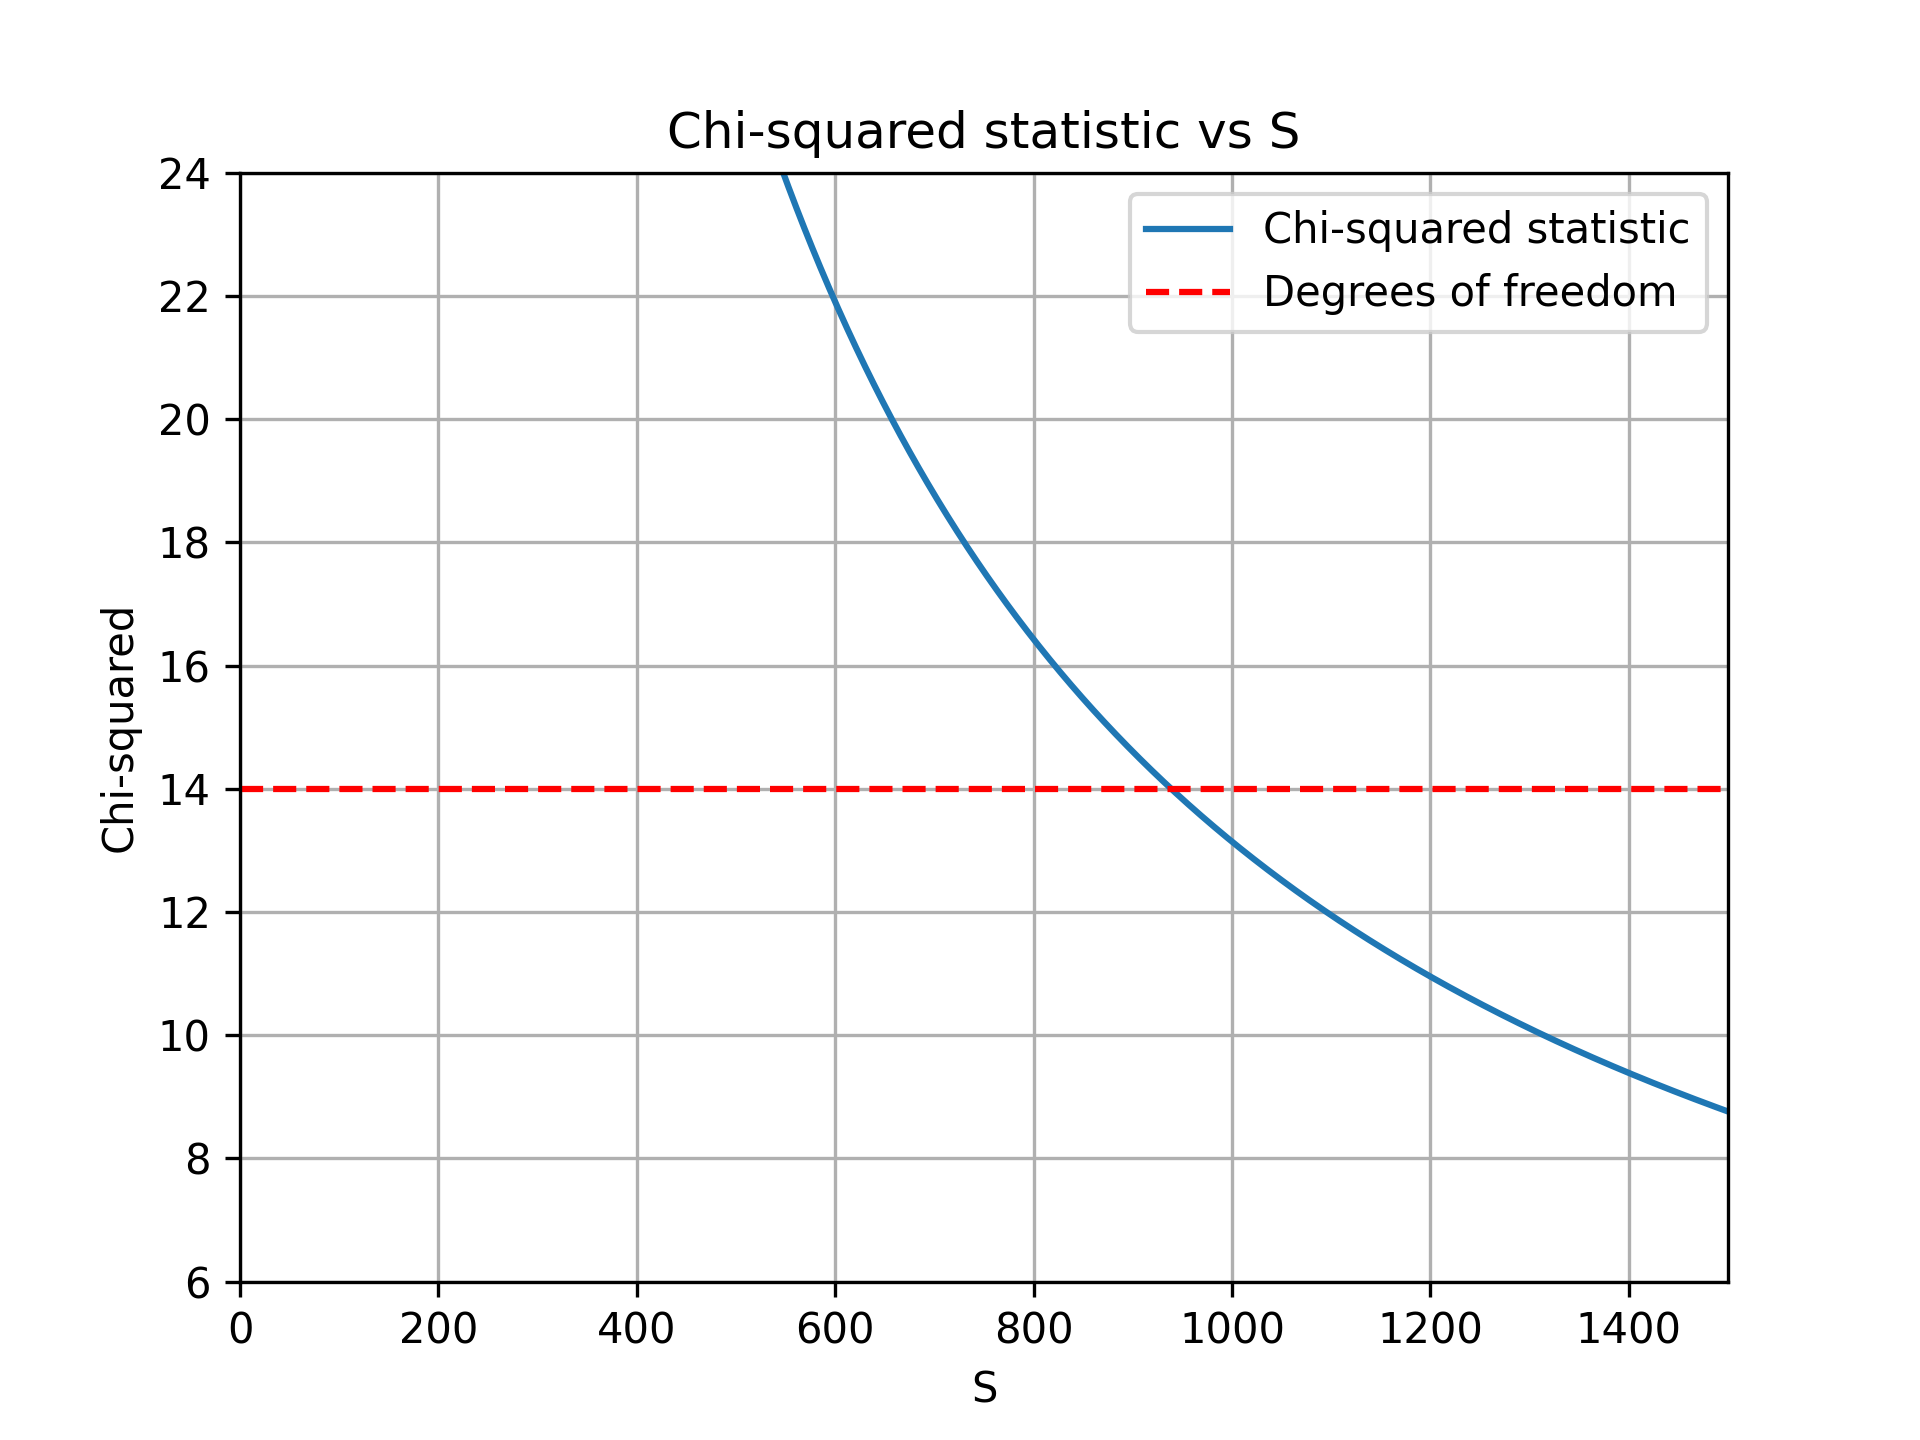 Chi-squared statistic vs S
Chi-squared statistic
Degrees of freedom
Chi-squared
24
22
20
18
16
14
12
10
8
6
0 200 400 600 800 1000 1200 1400
S